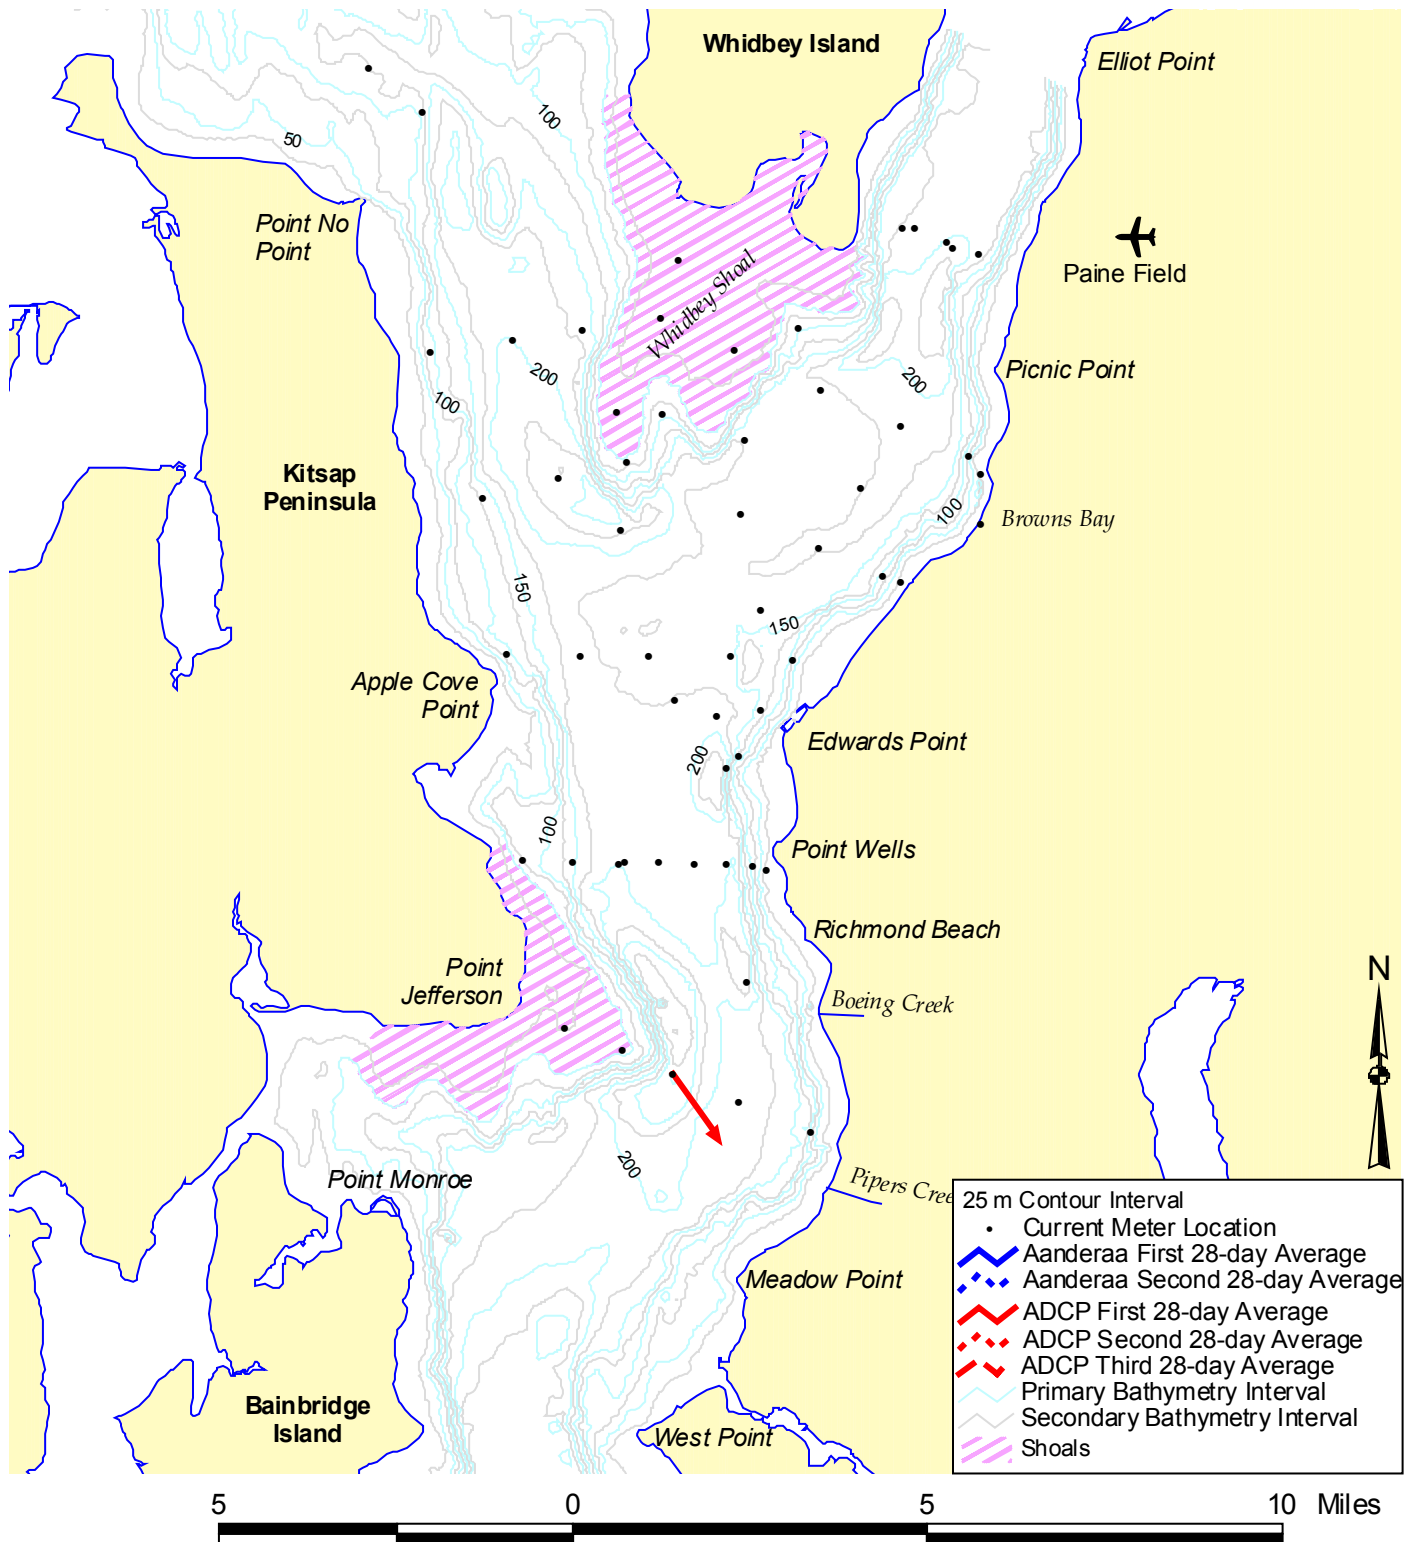 Whidbey Island
Elliot Point
100
50
Point No
Point
Paine Field
Whidbey Shoal
200
200
Picnic Point
100
Kitsap
Peninsula
100
Browns Bay
150
150
Apple Cove
Point
Edwards Point
200
100
Point Wells
Richmond Beach
Point
Jefferson
N
Boeing Creek
200
Point Monroe
Pipers Cree
25 m Contour Interval
Current Meter Location
Aanderaa First 28-day Average
Aanderaa Second 28-day Average
ADCP First 28-day Average
ADCP Second 28-day Average
ADCP Third 28-day Average
Primary Bathymetry Interval
Secondary Bathymetry Interval
Shoals
Meadow Point
Bainbridge
Island
West Point
5 0 5 10 Miles